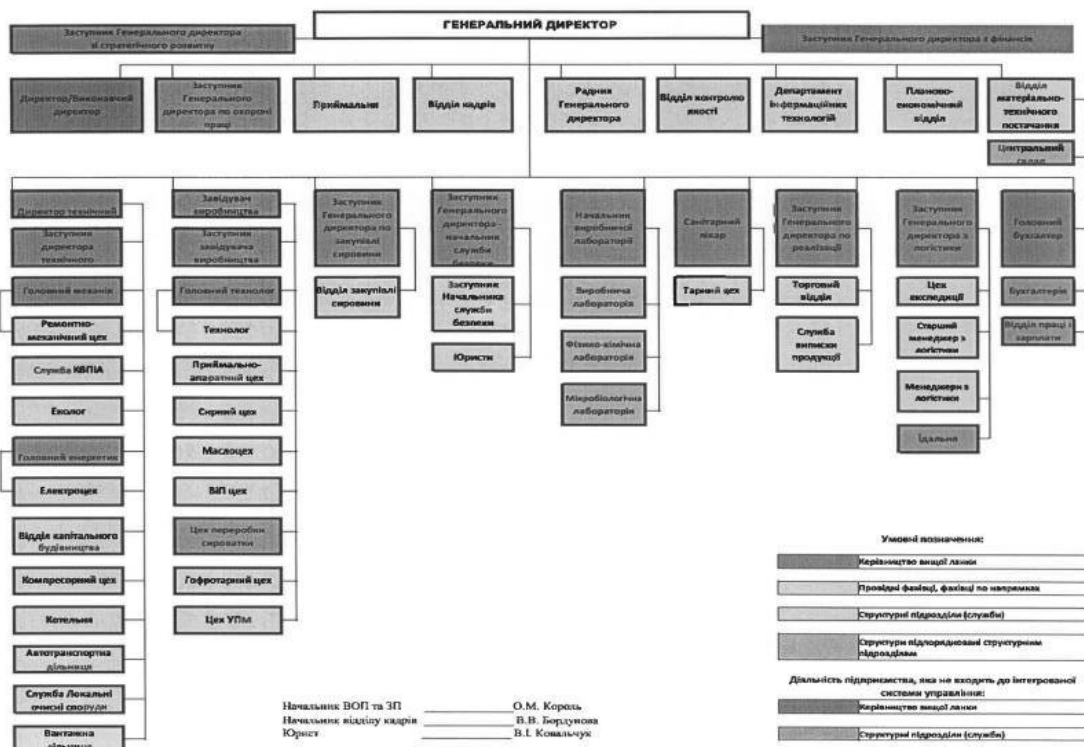 ГЕНЕРАЛЬНИЙ ДИРЕКТОР
Заступник Генерального директора
зі стратегічного розвитку
Заступник Генерального директора з фінансів
Директор/Виконавчий
директор
Заступник
Генерального
директора по охороні
праці
Приймальня
Відділ кадрів
Радник
Генерального
директора
Відділ контролю
якості
Департамент
інформаційних
технологій
Планово-
економічний
відділ
Відділ
матеріально-
технічного
постачання
Центральний
склад
Директор технічний
Заступник
директора
технічного
Головний механік
Ремонтно-
механічний цех
Служба КВПІА
Еколог
Головний енергетик
Електроцех
Відділ капітального
будівництва
Компресорний цех
Котельня
Автотранспортна
дільниця
Служба Локальні
очисні споруди
Вантажна
дільниця
Завідувач
виробництва
Заступник
завідувача
виробництва
Головний технолог
Технолог
Приймально-
апаратний цех
Сирний цех
Маслоцех
ВІП цех
Цех переробки
сироватки
Гофротарний цех
Цех УПМ
Заступник
Генерального
директора по
закупівлі
сировини
Відділ закупівлі
сировини
Заступник
Генерального
директора-
начальник
служби
безпеки
Заступник
Начальника
служби
безпеки
Юристи
Начальник
виробничої
лабораторії
Виробнича
лабораторія
Фізико-хімічна
лабораторія
Мікробіологічна
лабораторія
Санітарний
лікар
Тарний цех
Заступник
Генерального
директора по
реалізації
Торговий
відділ
Служба
виписки
продукції
Заступник
Генерального
директора з
логістики
Цех
експедиції
Старший
менеджер з
логістики
Менеджери з
логістики
Їдальня
Головний
бухгалтер
Бухгалтерія
Відділ праці і
зарплати
Умовні позначення:
Керівництво вищої ланки
Провідні фахівці, фахівці по напрямках
Структурні підрозділи (служби)
Структури підпорядковані структурним
підрозділам
Діяльність підприємства, яка не входить до інтегрованої
системи управління:
Керівництво вищої ланки
Структурні підрозділи (служби)
Начальник ВОП та ЗП О.М. Король
Начальник відділу кадрів В.В. Бордунова
Юрист В.І. Ковальчук